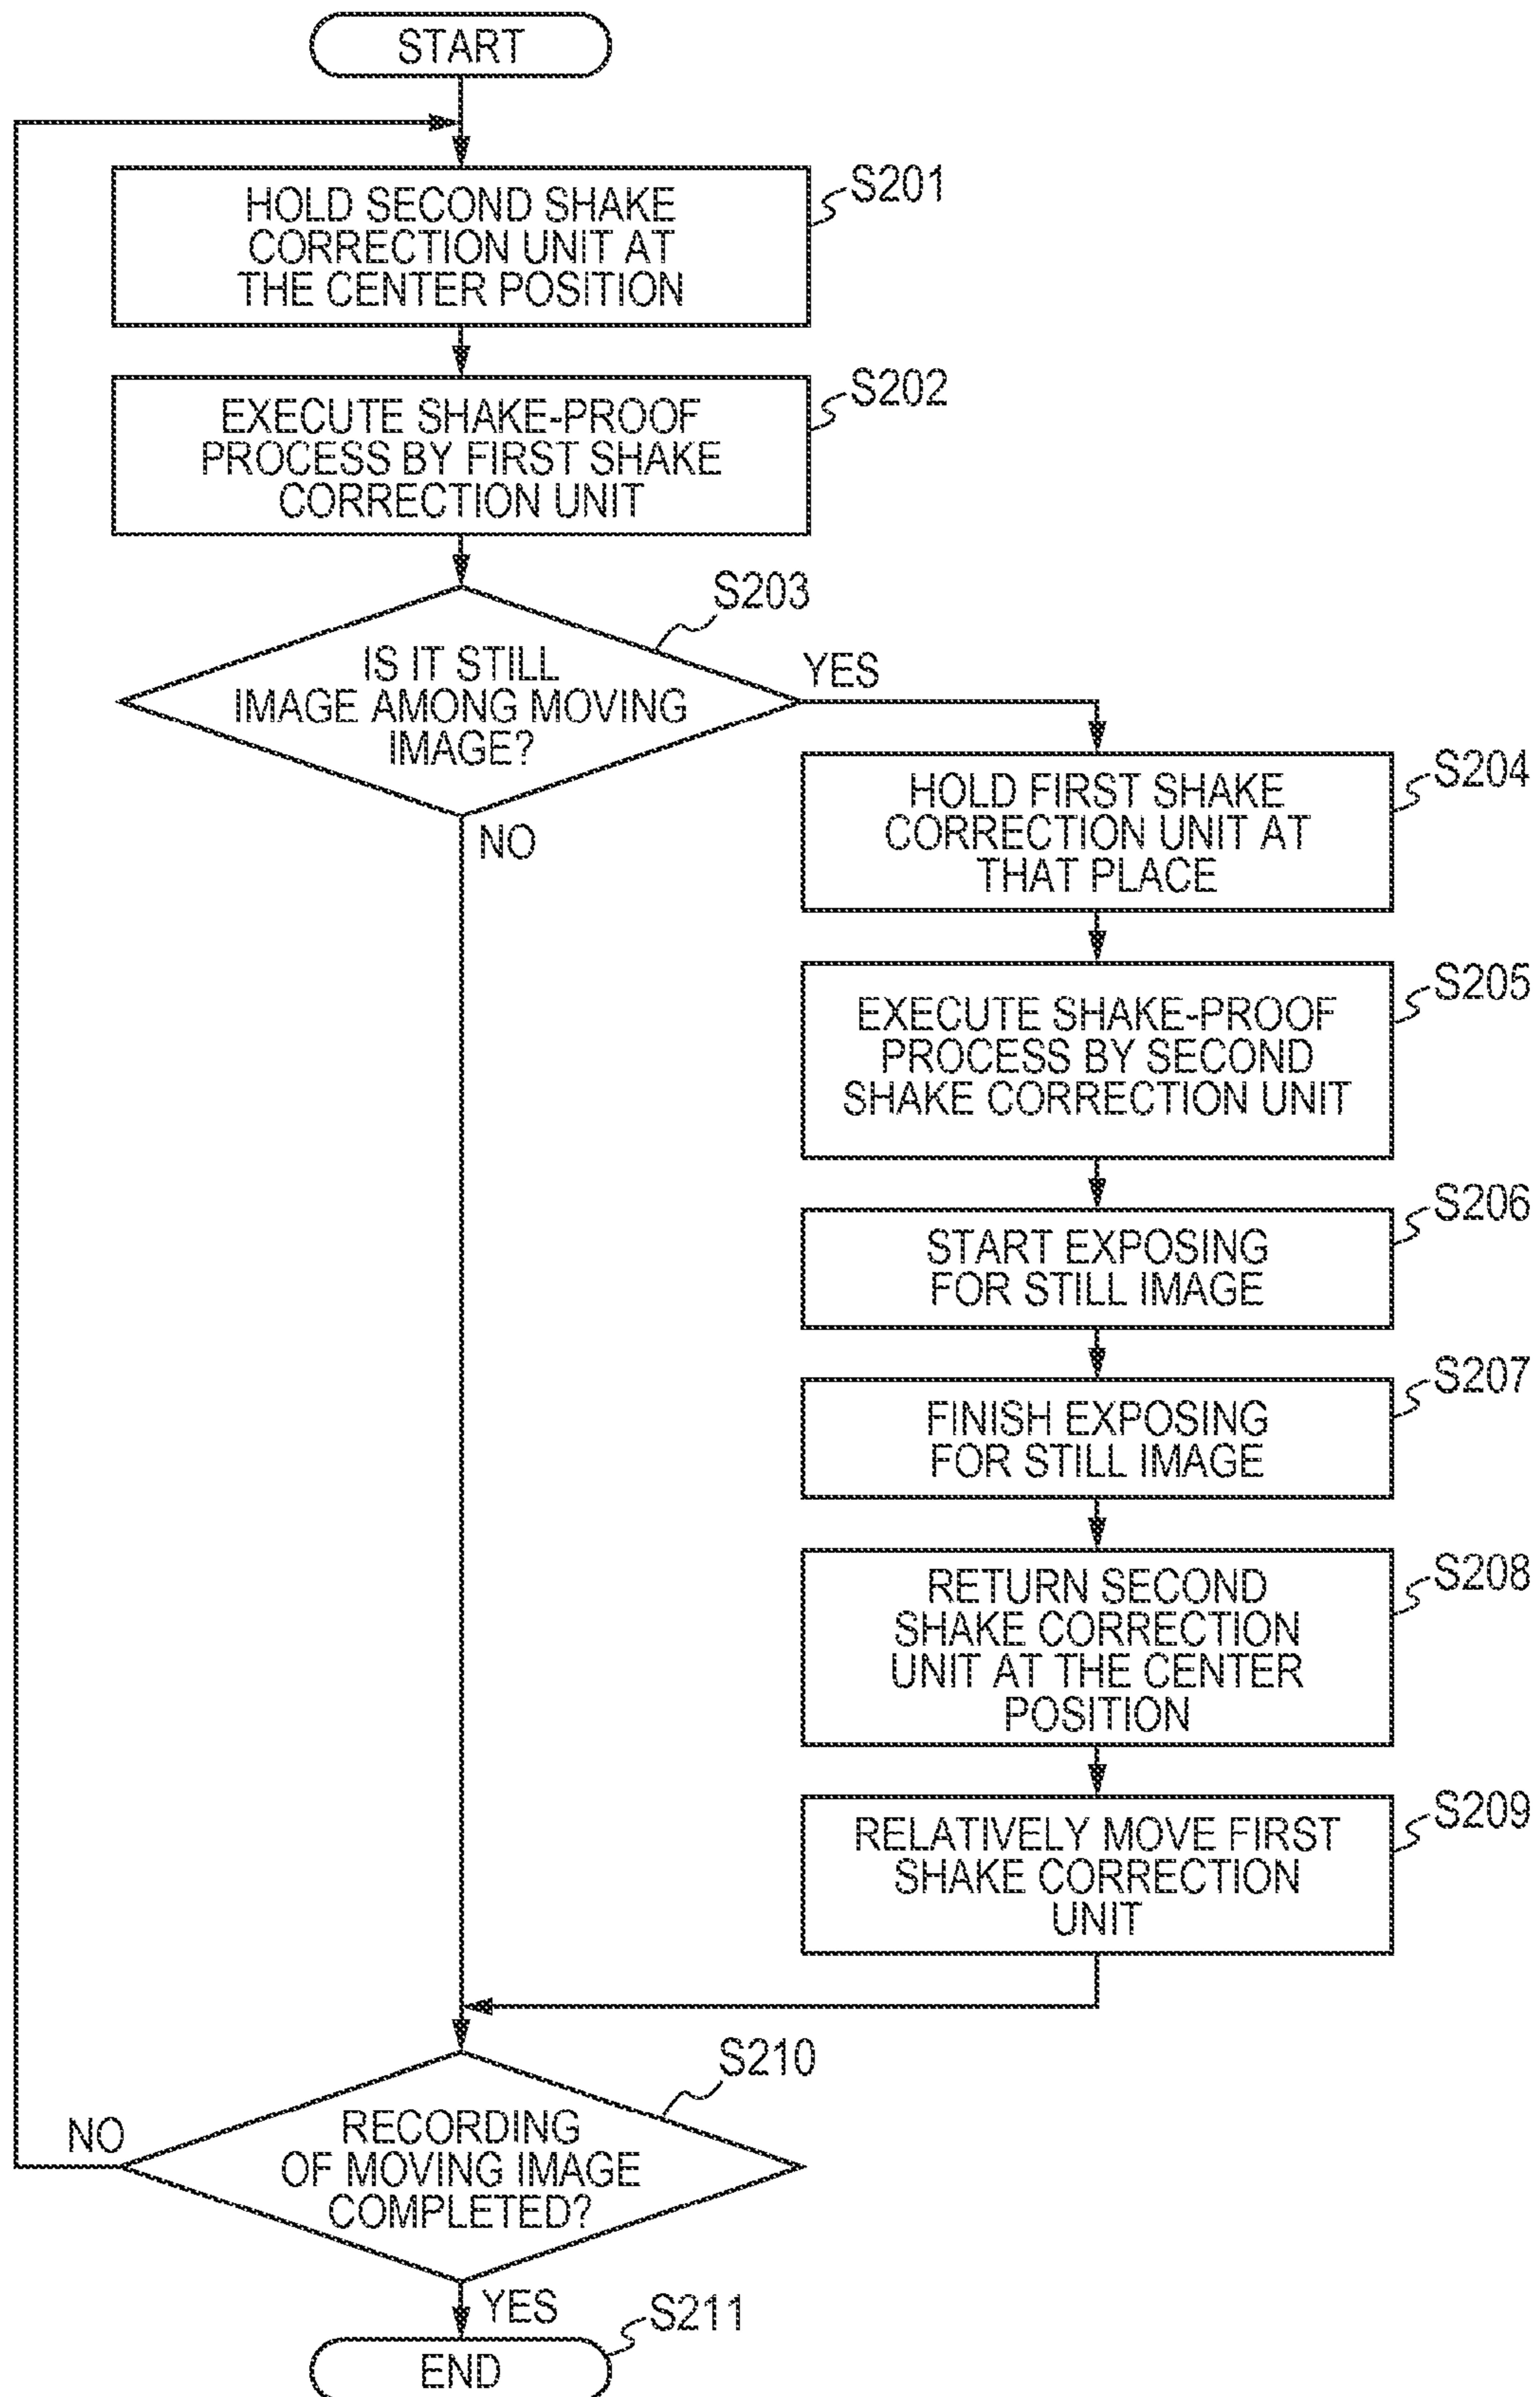 START
HOLD SECOND SHAKE
CORRECTION UNIT AT
THE CENTER POSITION
S201
EXECUTE SHAKE-PROOF
PROCESS BY FIRST SHAKE
CORRECTION UNIT
S202
IS IT STILL
IMAGE AMONG MOVING
IMAGE?
S203
YES
NO
HOLD FIRST SHAKE
CORRECTION UNIT AT
THAT PLACE
S204
EXECUTE SHAKE-PROOF
PROCESS BY SECOND
SHAKE CORRECTION UNIT
S205
START EXPOSING
FOR STILL IMAGE
S206
FINISH EXPOSING
FOR STILL IMAGE
S207
RETURN SECOND
SHAKE CORRECTION
UNIT AT THE CENTER
POSITION
S208
RELATIVELY MOVE FIRST
SHAKE CORRECTION
UNIT
S209
RECORDING
OF MOVING IMAGE
COMPLETED?
S210
NO
YES
END
S211